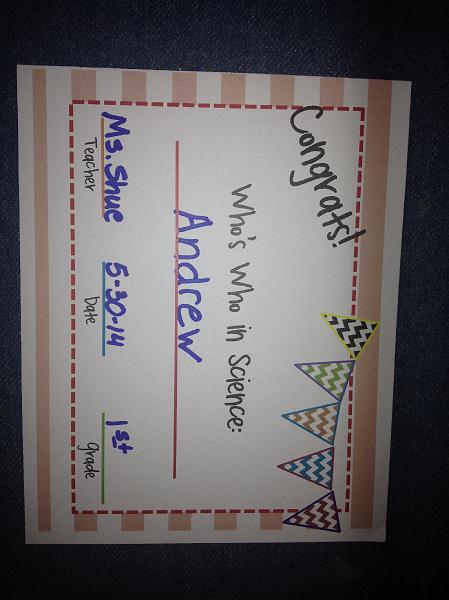 Congrats!
Who's Who in Science:
Andrew
Ms. Shue 5-30-14 1st
Teacher Date grade